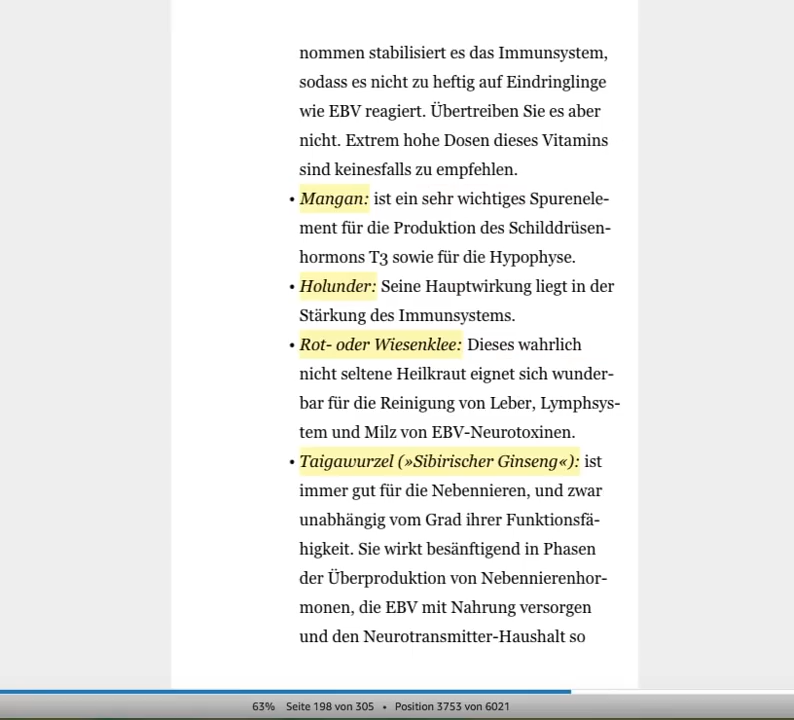 nommen stabilisiert es das Immunsystem,
sodass es nicht zu heftig auf Eindringlinge
wie EBV reagiert. Übertreiben Sie es aber
nicht. Extrem hohe Dosen dieses Vitamins
sind keinesfalls zu empfehlen.
• Mangan: ist ein sehr wichtiges Spurenele-
ment für die Produktion des Schilddrüsen-
hormons T3 sowie für die Hypophyse.
• Holunder: Seine Hauptwirkung liegt in der
Stärkung des Immunsystems.
• Rot- oder Wiesenklee: Dieses wahrlich
nicht seltene Heilkraut eignet sich wunder-
bar für die Reinigung von Leber, Lymphsys-
tem und Milz von EBV-Neurotoxinen.
• Taigawurzel (»Sibirischer Ginseng«): ist
immer gut für die Nebennieren, und zwar
unabhängig vom Grad ihrer Funktionsfä-
higkeit. Sie wirkt besänftigend in Phasen
der Überproduktion von Nebennierenhor-
monen, die EBV mit Nahrung versorgen
und den Neurotransmitter-Haushalt so
63% Seite 198 von 305 • Position 3753 von 6021